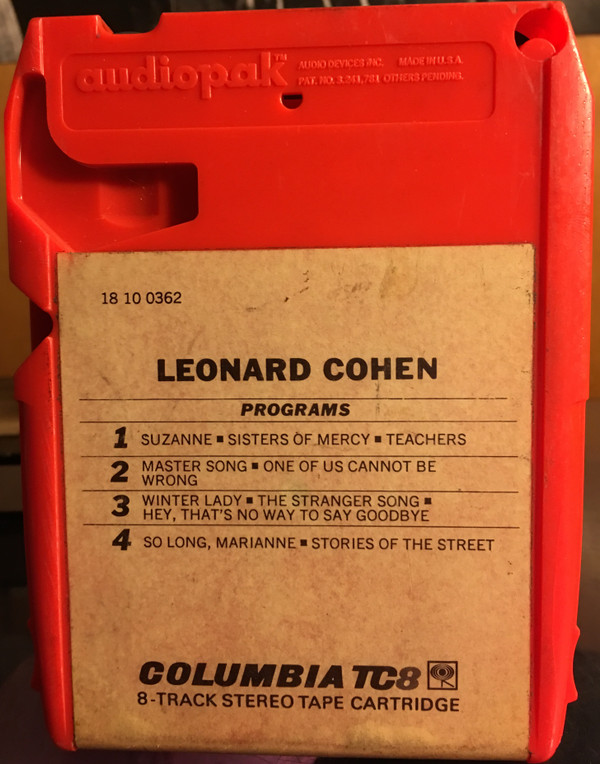 audiopak™ AUDIO DEVICES INC. MADE IN U.S.A.
PAT. NO. 3,241,781 OTHERS PENDING.
18 10 0362
LEONARD COHEN
PROGRAMS
1 SUZANNE ■ SISTERS OF MERCY ■ TEACHERS
2 MASTER SONG ■ ONE OF US CANNOT BE
WRONG
3 WINTER LADY ■ THE STRANGER SONG ■
HEY, THAT'S NO WAY TO SAY GOODBYE
4 SO LONG, MARIANNE ■ STORIES OF THE STREET
COLUMBIA TC8
8-TRACK STEREO TAPE CARTRIDGE